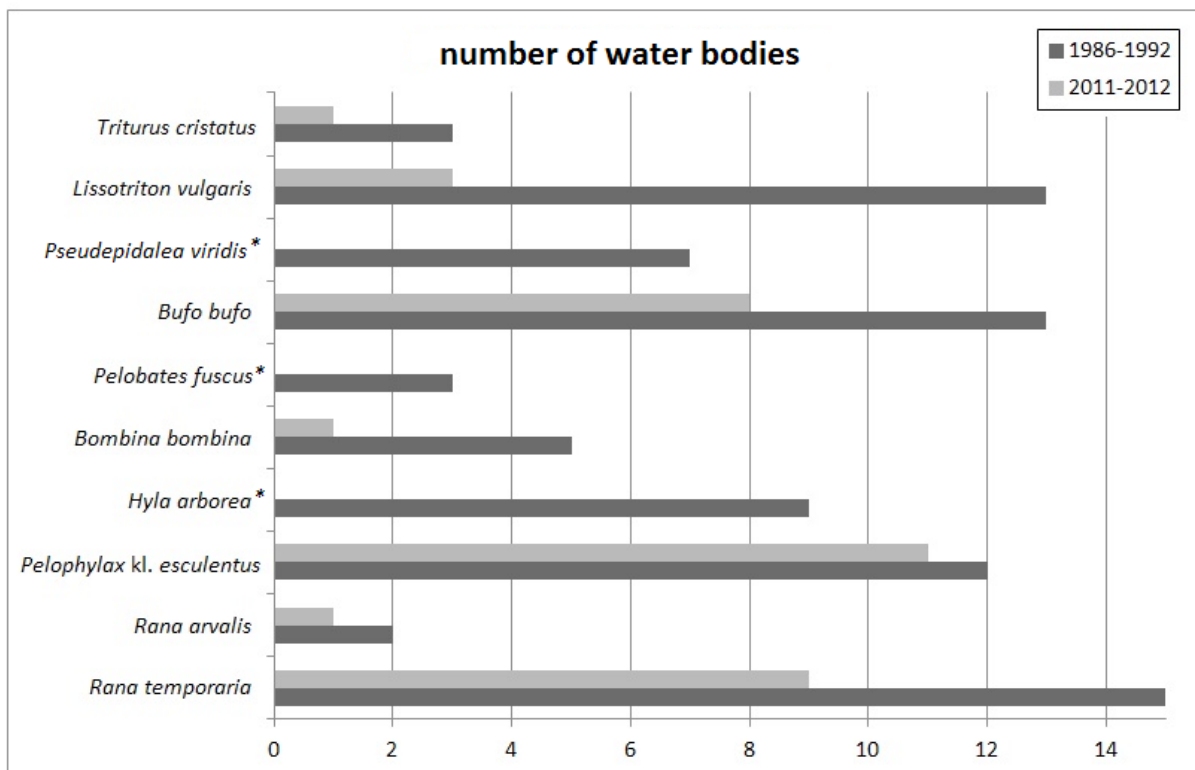 number of water bodies
1986-1992
2011-2012
Triturus cristatus
Lissotriton vulgaris
Pseudepidalea viridis*
Bufo bufo
Pelobates fuscus*
Bombina bombina
Hyla arborea*
Pelophylax kl. esculentus
Rana arvalis
Rana temporaria
0 2 4 6 8 10 12 14